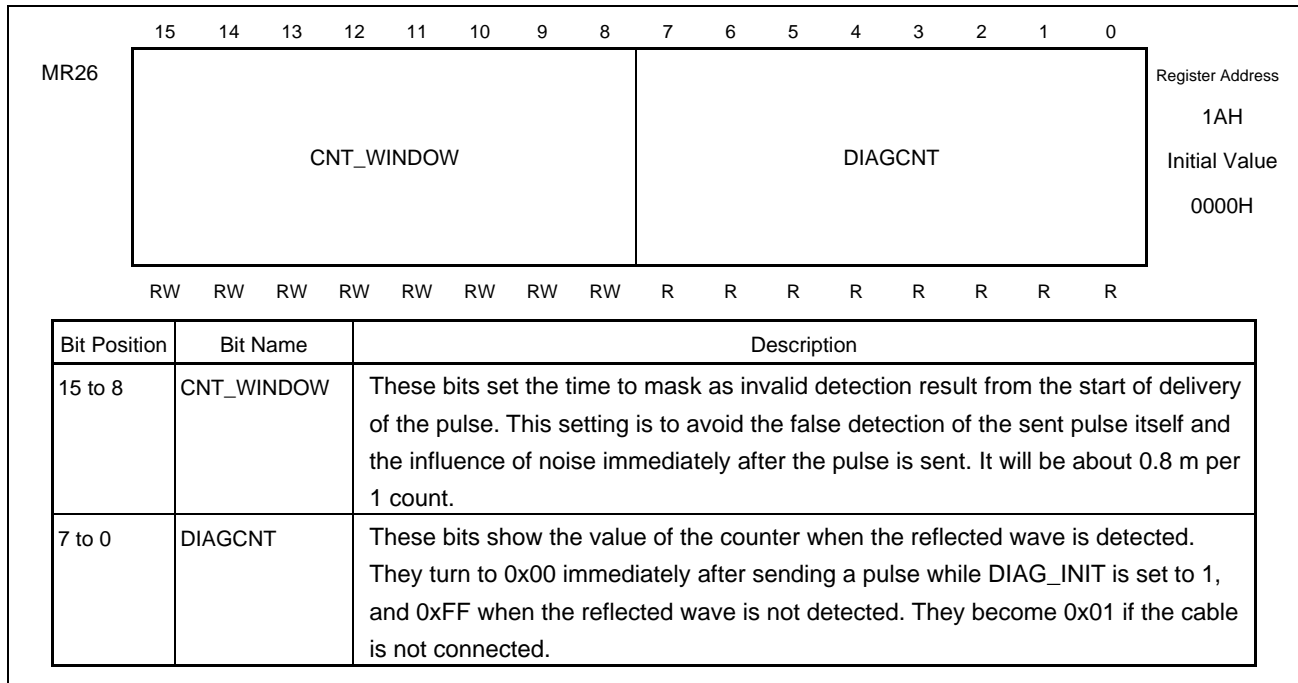 15 14 13 12 11 10 9 8 7 6 5 4 3 2 1 0
MR26
Register Address
1AH
CNT_WINDOW DIAGCNT Initial Value
0000H
RW RW RW RW RW RW RW RW R R R R R R R R
Bit Position Bit Name Description
15 to 8 CNT_WINDOW These bits set the time to mask as invalid detection result from the start of delivery
of the pulse. This setting is to avoid the false detection of the sent pulse itself and
the influence of noise immediately after the pulse is sent. It will be about 0.8 m per
1 count.
7 to 0 DIAGCNT These bits show the value of the counter when the reflected wave is detected.
They turn to 0x00 immediately after sending a pulse while DIAG_INIT is set to 1,
and 0xFF when the reflected wave is not detected. They become 0x01 if the cable
is not connected.